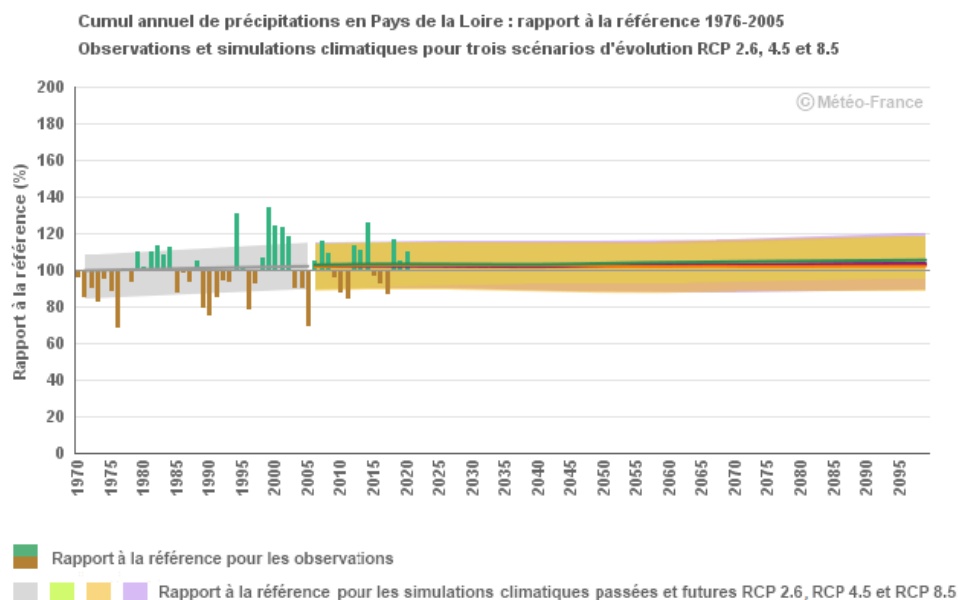 Cumul annuel de précipitations en Pays de la Loire : rapport à la référence 1976-2005
Observations et simulations climatiques pour trois scénarios d'évolution RCP 2.6, 4.5 et 8.5
© Météo-France
Rapport à la référence (%)
200
180
160
140
120
100
80
60
40
20
0
1970 1975 1980 1985 1990 1995 2000 2005 2010 2015 2020 2025 2030 2035 2040 2045 2050 2055 2060 2065 2070 2075 2080 2085 2090 2095
Rapport à la référence pour les observations
Rapport à la référence pour les simulations climatiques passées et futures RCP 2.6, RCP 4.5 et RCP 8.5